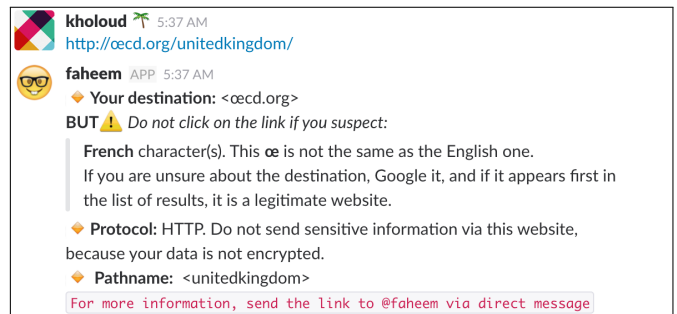 kholoud 🌴 5:37 AM
http://œcd.org/unitedkingdom/
faheem APP 5:37 AM
🔸 Your destination: <œcd.org>
BUT⚠️ Do not click on the link if you suspect:
French character(s). This œ is not the same as the English one.
If you are unsure about the destination, Google it, and if it appears first in
the list of results, it is a legitimate website.
🔸 Protocol: HTTP. Do not send sensitive information via this website,
because your data is not encrypted.
🔸 Pathname: <unitedkingdom>
For more information, send the link to @faheem via direct message